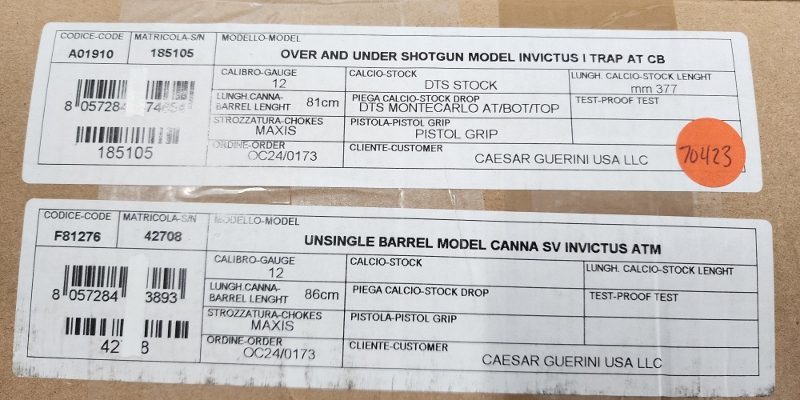 CODICE-CODE MATRICOLA-S/N MODELLO-MODEL
A01910 185105 OVER AND UNDER SHOTGUN MODEL INVICTUS I TRAP AT CB
CALIBRO-GAUGE CALCIO-STOCK LUNGH. CALCIO-STOCK LENGHT
12 DTS STOCK mm 377
LUNGH.CANNA- PIEGA CALCIO-STOCK DROP TEST-PROOF TEST
BARREL LENGHT 81cm DTS MONTECARLO AT/BOT/TOP
8 057284 74654
STROZZATURA-CHOKES PISTOLA-PISTOL GRIP
MAXIS PISTOL GRIP
185105
ORDINE-ORDER CLIENTE-CUSTOMER
OC24/0173 CAESAR GUERINI USA LLC
70423
CODICE-CODE MATRICOLA-S/N MODELLO-MODEL
F81276 42708 UNSINGLE BARREL MODEL CANNA SV INVICTUS ATM
CALIBRO-GAUGE CALCIO-STOCK LUNGH. CALCIO-STOCK LENGHT
12
LUNGH.CANNA- PIEGA CALCIO-STOCK DROP TEST-PROOF TEST
BARREL LENGHT 86cm
8 057284 3893
STROZZATURA-CHOKES PISTOLA-PISTOL GRIP
MAXIS
42 8
ORDINE-ORDER CLIENTE-CUSTOMER
OC24/0173 CAESAR GUERINI USA LLC